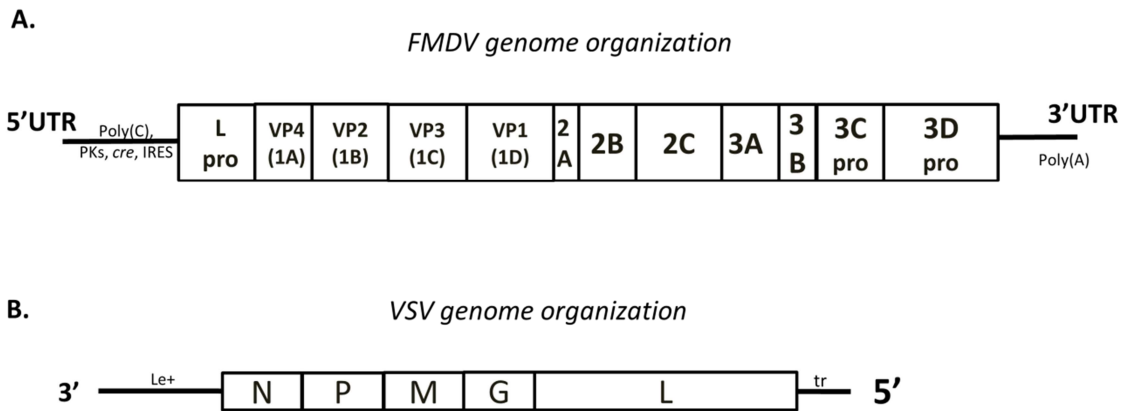 A.
FMDV genome organization
5'UTR
Poly(C),
PKs, cre, IRES
L
pro
VP4
(1A)
VP2
(1B)
VP3
(1C)
VP1
(1D)
2
A
2B
2C
3A
3
B
3C
pro
3D
pro
3'UTR
Poly(A)
B.
VSV genome organization
3'
Le+
N
P
M
G
L
tr
5'